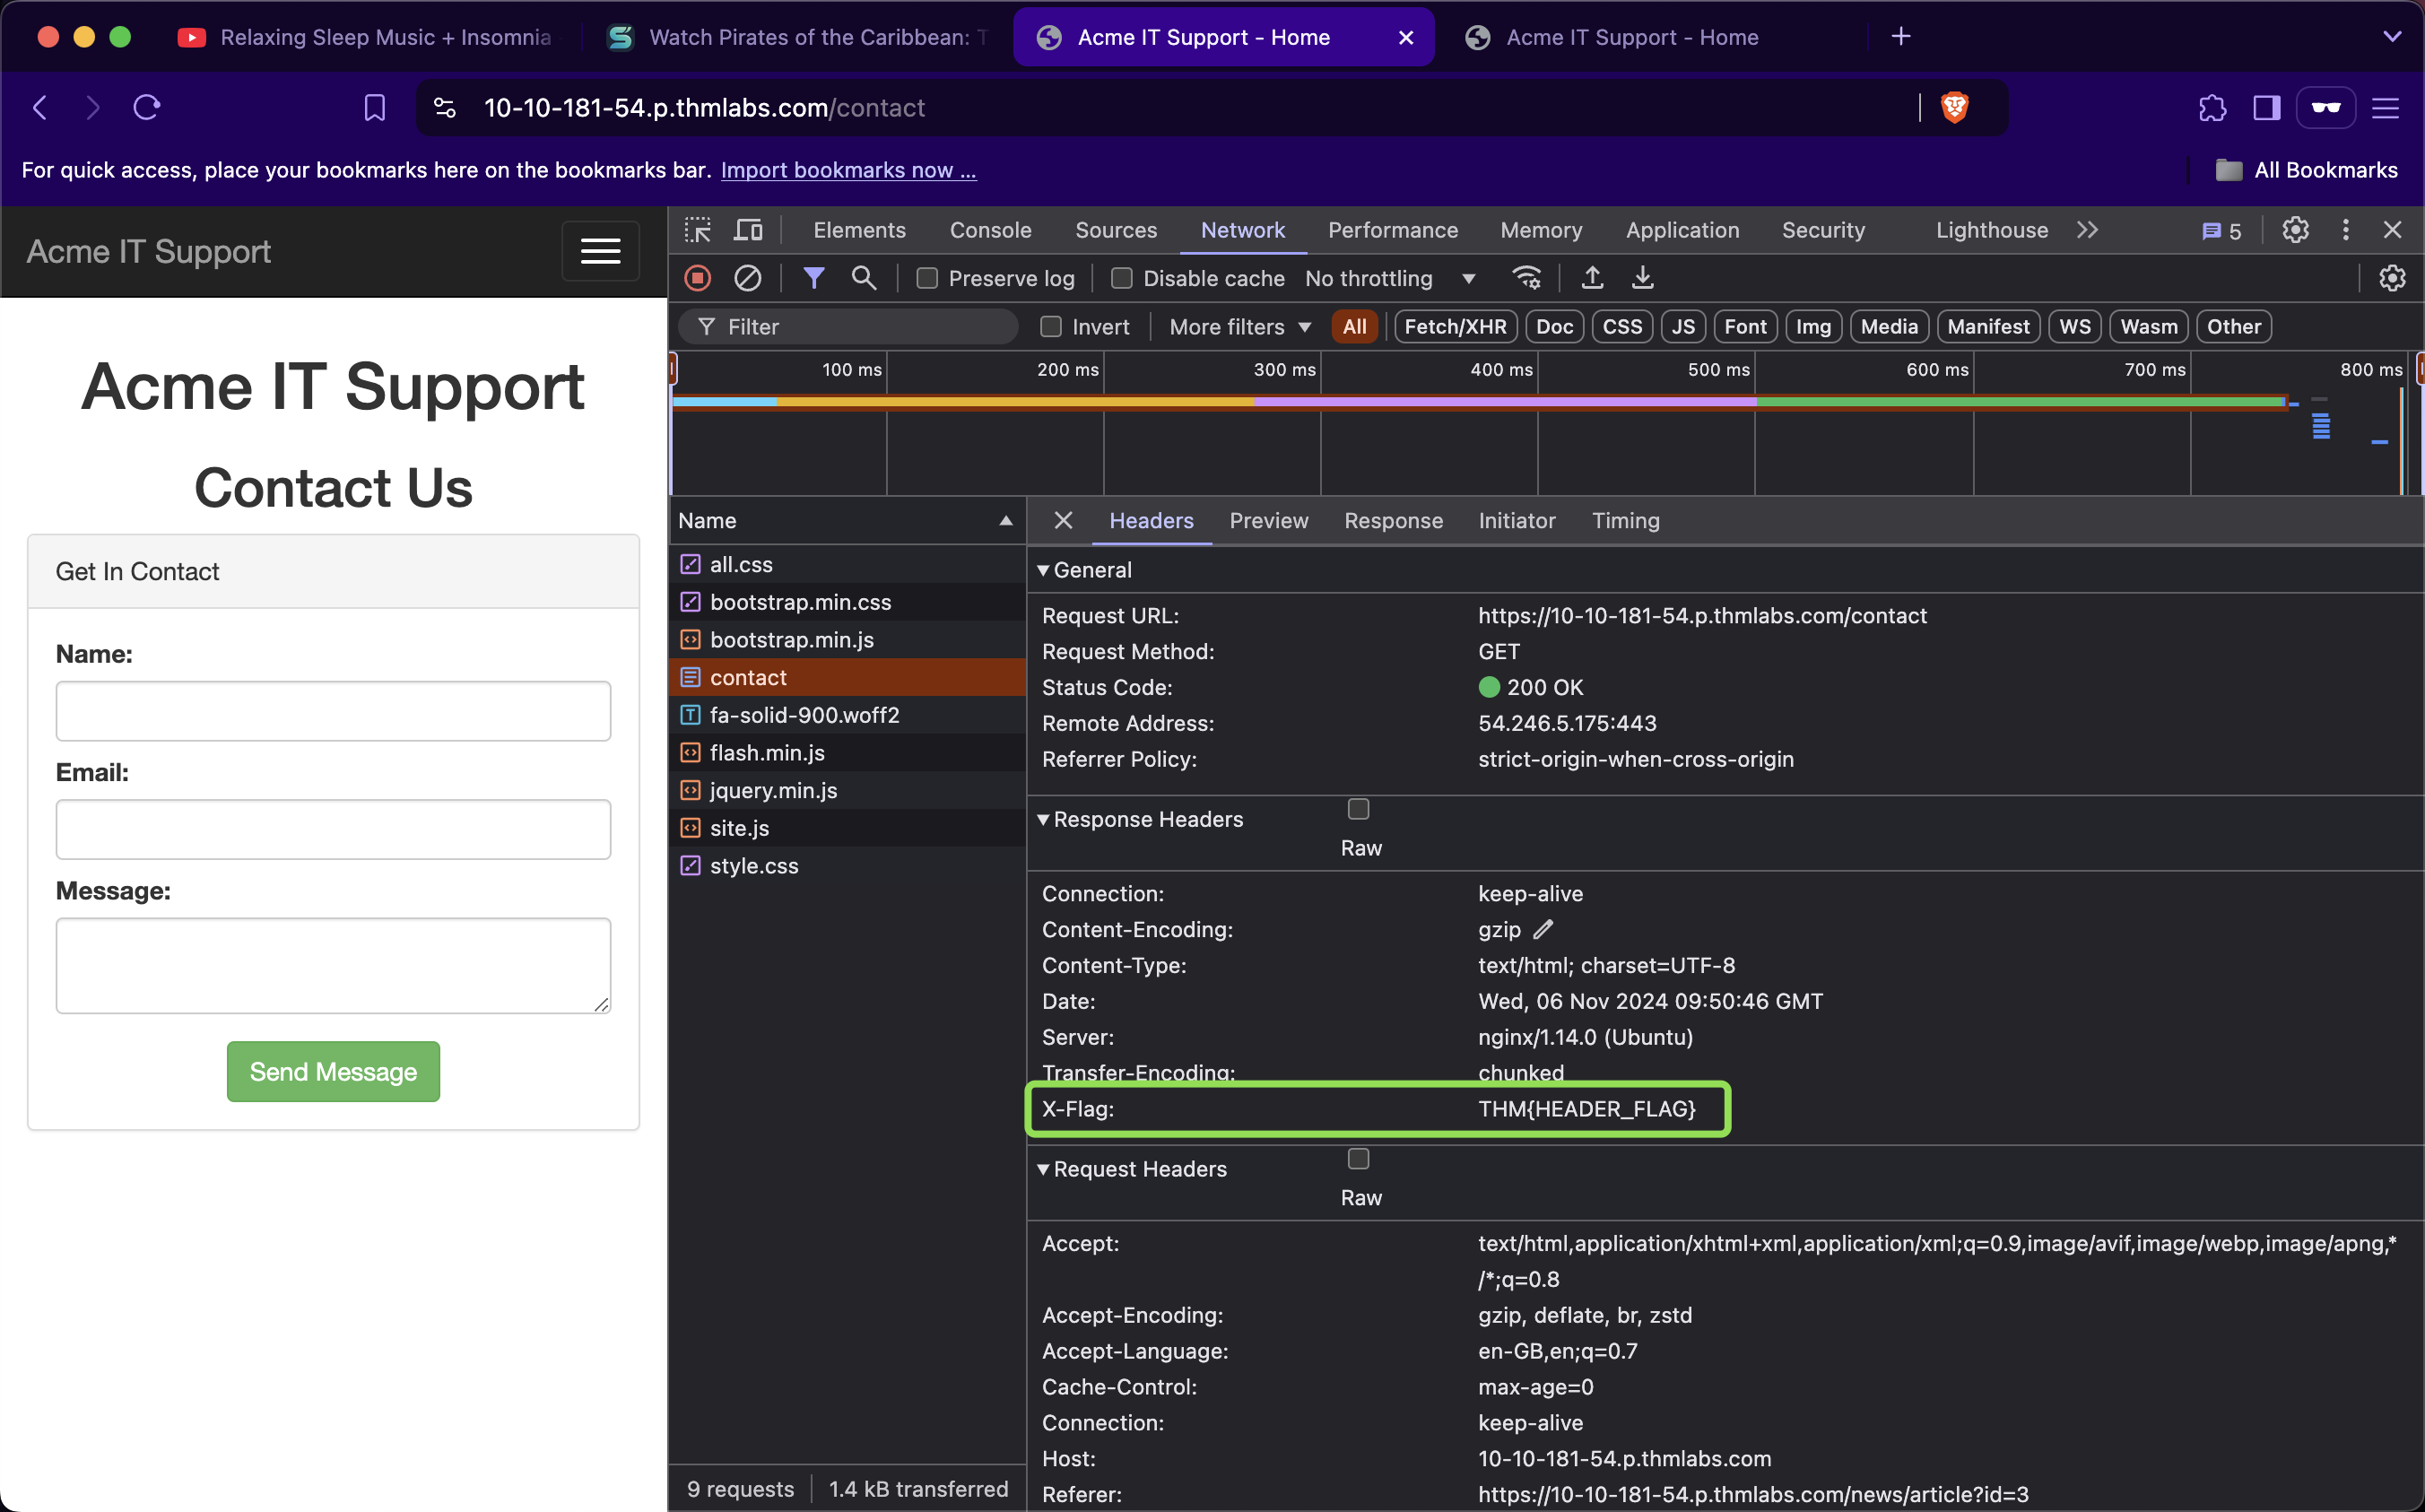 Relaxing Sleep Music + Insomnia
Watch Pirates of the Caribbean: T
Acme IT Support - Home
Acme IT Support - Home
10-10-181-54.p.thmlabs.com/contact
For quick access, place your bookmarks here on the bookmarks bar. Import bookmarks now ...
All Bookmarks
Acme IT Support
Acme IT Support
Contact Us
Get In Contact
Name:
Email:
Message:
Send Message
Elements Console Sources Network Performance Memory Application Security Lighthouse 5
Preserve log Disable cache No throttling
Filter Invert More filters All Fetch/XHR Doc CSS JS Font Img Media Manifest WS Wasm Other
100 ms 200 ms 300 ms 400 ms 500 ms 600 ms 700 ms 800 ms
Name
all.css
bootstrap.min.css
bootstrap.min.js
contact
fa-solid-900.woff2
flash.min.js
jquery.min.js
site.js
style.css
9 requests 1.4 kB transferred
Headers Preview Response Initiator Timing
General
Request URL: https://10-10-181-54.p.thmlabs.com/contact
Request Method: GET
Status Code: 200 OK
Remote Address: 54.246.5.175:443
Referrer Policy: strict-origin-when-cross-origin
Response Headers
Raw
Connection: keep-alive
Content-Encoding: gzip
Content-Type: text/html; charset=UTF-8
Date: Wed, 06 Nov 2024 09:50:46 GMT
Server: nginx/1.14.0 (Ubuntu)
Transfer-Encoding: chunked
X-Flag: THM{HEADER_FLAG}
Request Headers
Raw
Accept: text/html,application/xhtml+xml,application/xml;q=0.9,image/avif,image/webp,image/apng,*
/*;q=0.8
Accept-Encoding: gzip, deflate, br, zstd
Accept-Language: en-GB,en;q=0.7
Cache-Control: max-age=0
Connection: keep-alive
Host: 10-10-181-54.p.thmlabs.com
Referer: https://10-10-181-54.p.thmlabs.com/news/article?id=3